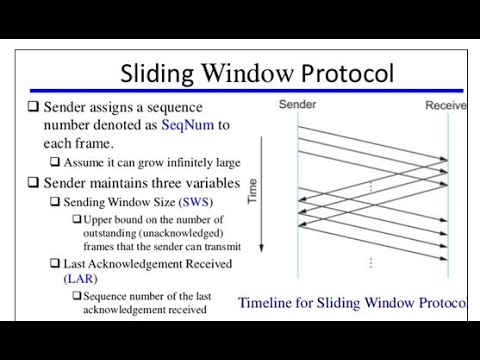 Sliding Window Protocol
Sender assigns a sequence
number denoted as SeqNum to
each frame.
Assume it can grow infinitely large
Sender maintains three variables
Sending Window Size (SWS)
Upper bound on the number of
outstanding (unacknowledged)
frames that the sender can transmit
Last Acknowledgement Received
(LAR)
Sequence number of the last
acknowledgement received
Sender
Receive
Time
Timeline for Sliding Window Protocol